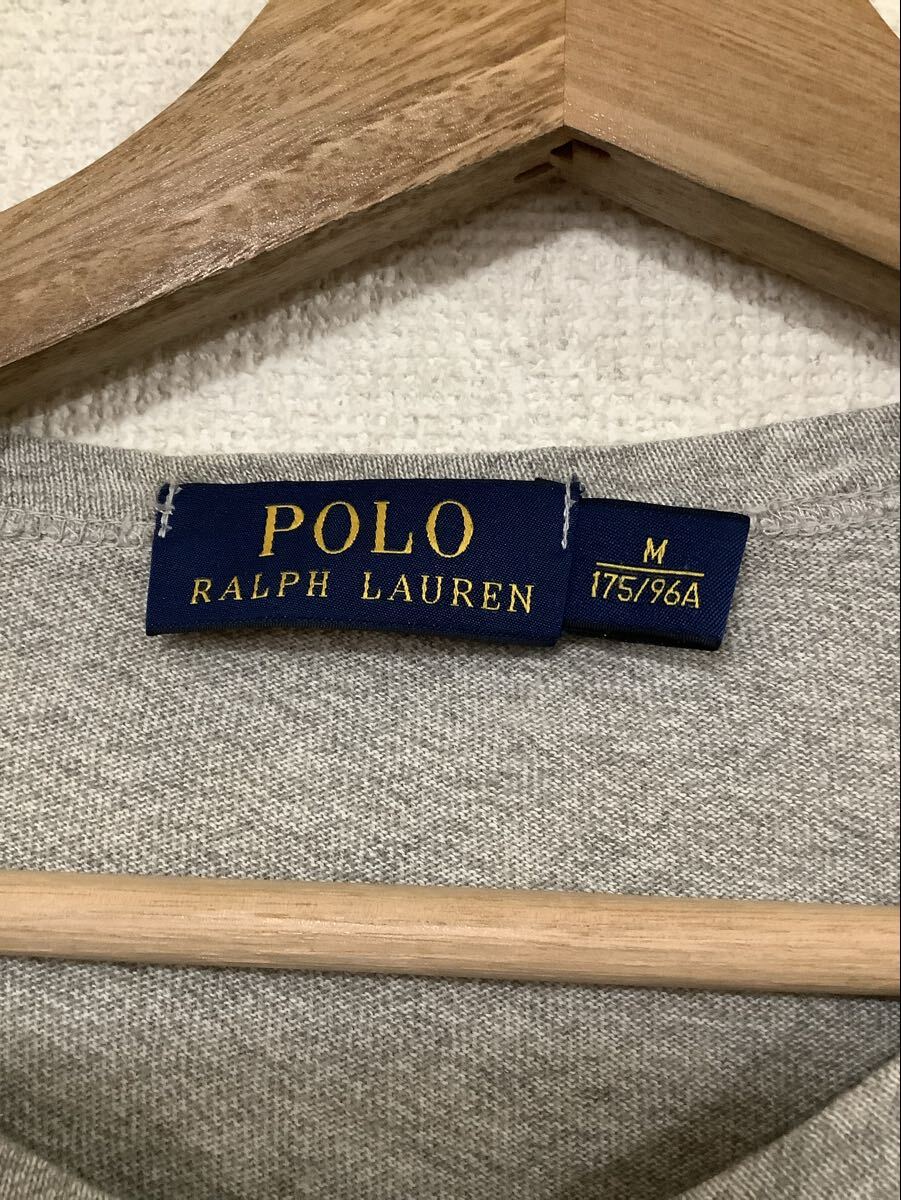 POLO
RALPH LAUREN
M
175/96A